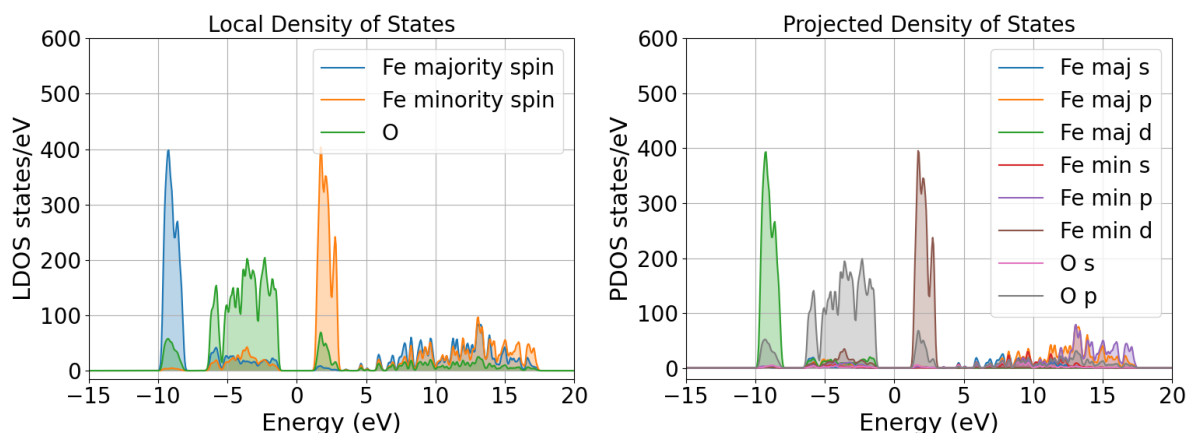 Local Density of States
LDOS states/eV
600
500
400
300
200
100
0
Fe majority spin
Fe minority spin
O
−15 −10 −5 0 5 10 15 20
Energy (eV)
Projected Density of States
PDOS states/eV
600
500
400
300
200
100
0
Fe maj s
Fe maj p
Fe maj d
Fe min s
Fe min p
Fe min d
O s
O p
−15 −10 −5 0 5 10 15 20
Energy (eV)